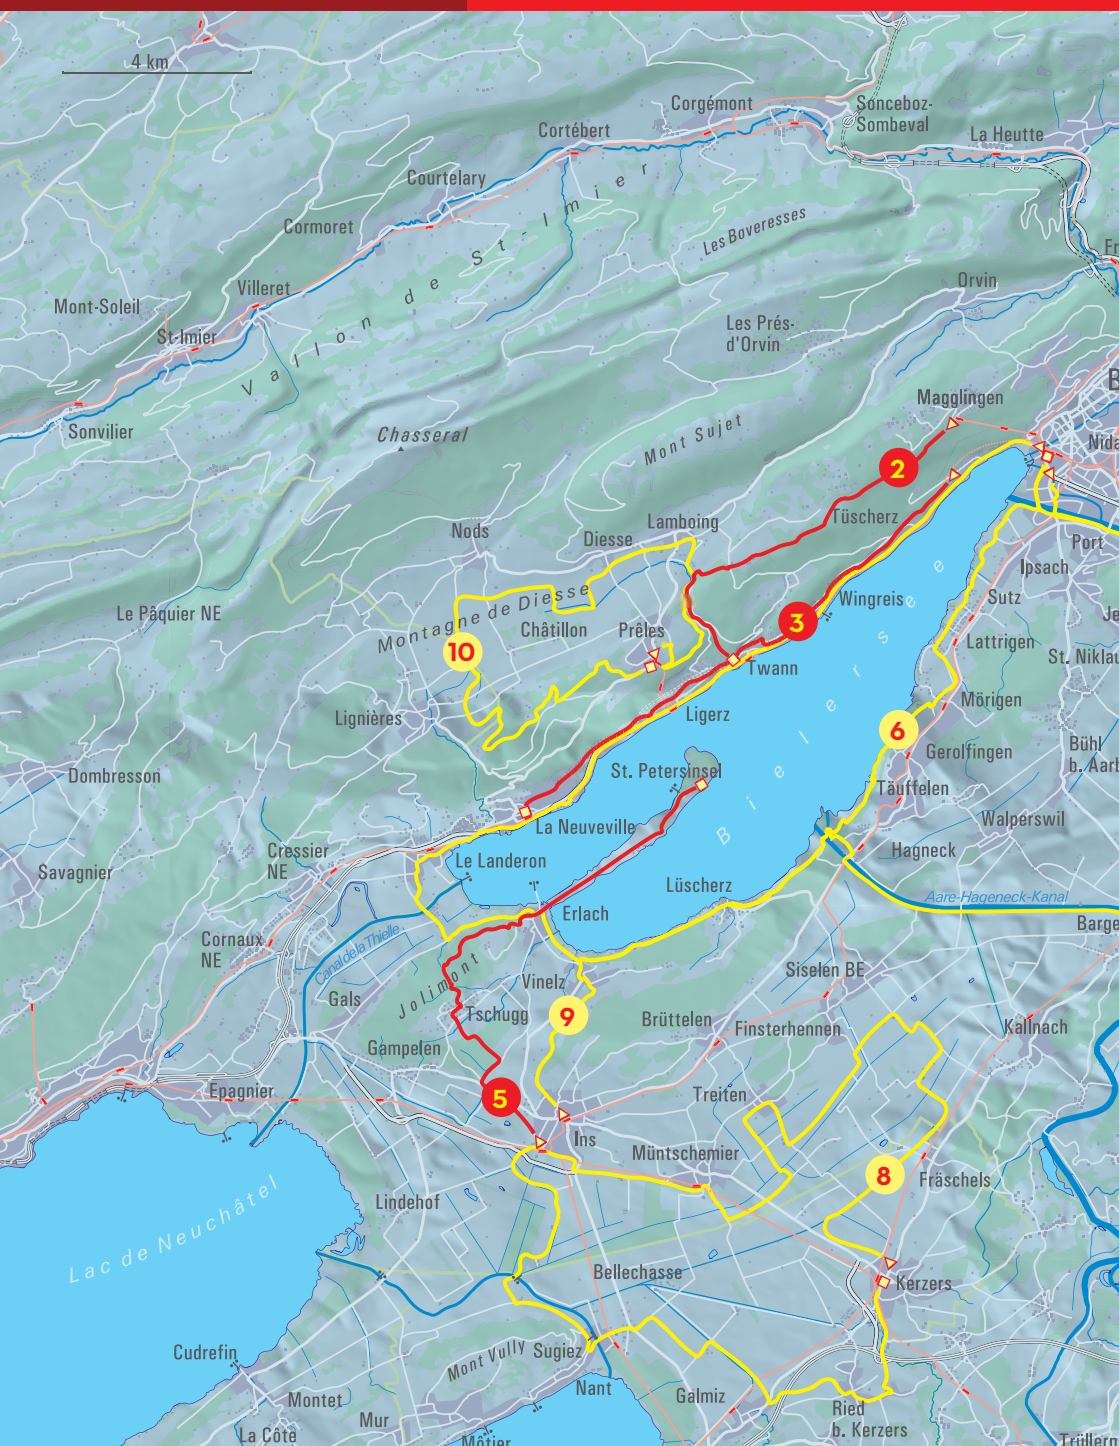 4 km
Corgémont
Sonceboz-
Sombeval
La Heutte
Cortébert
Courtelary
Cormoret
Vallon de St-Imier
Les Boveresses
Villeret
Mont-Soleil
St-Imier
Orvin
Les Prés-
d'Orvin
Magglingen
Sonvilier
Chasseral
Mont Sujet
2
Nods
Lamboing
Diesse
Tüscherz
Port
Ipsach
Le Pâquier NE
Montagne de Diesse
Wingreis
Sutz
Châtillon
Prêles
3
10
Lattrigen
Twann
Mörigen
Lignières
Ligerz
6
Gerolfingen
Bühl
Dombresson
St. Petersinsel
Bielersee
Täuffelen
Walperswil
La Neuveville
Hagneck
Cressier
NE
Le Landeron
Savagnier
Lüscherz
Aare-Hageneck-Kanal
Erlach
Cornaux
NE
Canal de la Thielle
Jolimont
Vinelz
Siselen BE
Gals
Tschugg
9
Brüttelen
Finsterhennen
Kallnach
Gampelen
Epagnier
5
Treiten
Ins
Müntschemier
8
Fräschels
Lindehof
Lac de Neuchâtel
Bellechasse
Kerzers
Cudrefin
Mont Vully
Sugiez
Nant
Montet
Galmiz
Mur
Ried
b. Kerzers
La Côte
Môtier